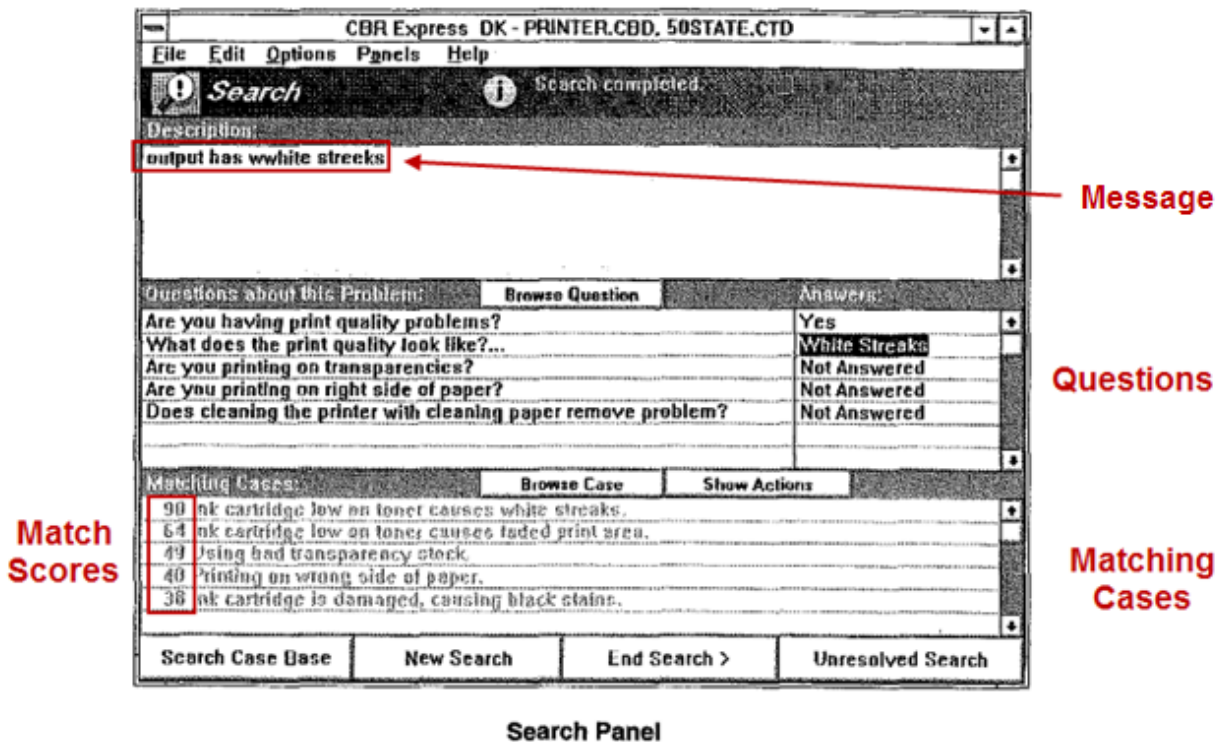 CBR Express DK - PRINTER.CBD, 50STATE.CTD
File Edit Options Panels Help
Search
Search completed.
Description:
output has wwhite streeks
Message
Questions about this Problem: Browse Question Answers:
Are you having print quality problems? Yes
What does the print quality look like?... White Streaks
Are you printing on transparencies? Not Answered
Are you printing on right side of paper? Not Answered
Does cleaning the printer with cleaning paper remove problem? Not Answered
Questions
Matching Cases: Browse Case Show Actions
90 nk cartridge low on toner causes white streaks.
64 nk cartridge low on toner causes faded print area.
49 Using bad transparency stock.
40 Printing on wrong side of paper.
38 nk cartridge is damaged, causing black stains.
Match
Scores
Matching
Cases
Search Case Base New Search End Search > Unresolved Search
Search Panel